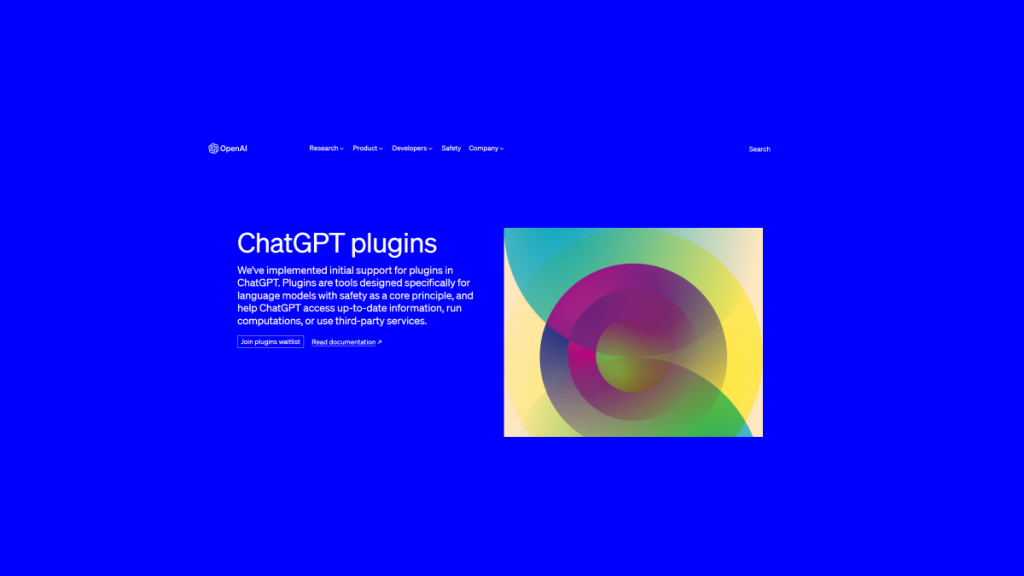 OpenAI
Research Product Developers Safety Company
Search
ChatGPT plugins
We've implemented initial support for plugins in
ChatGPT. Plugins are tools designed specifically for
language models with safety as a core principle, and
help ChatGPT access up-to-date information, run
computations, or use third-party services.
Join plugins waitlist Read documentation ↗